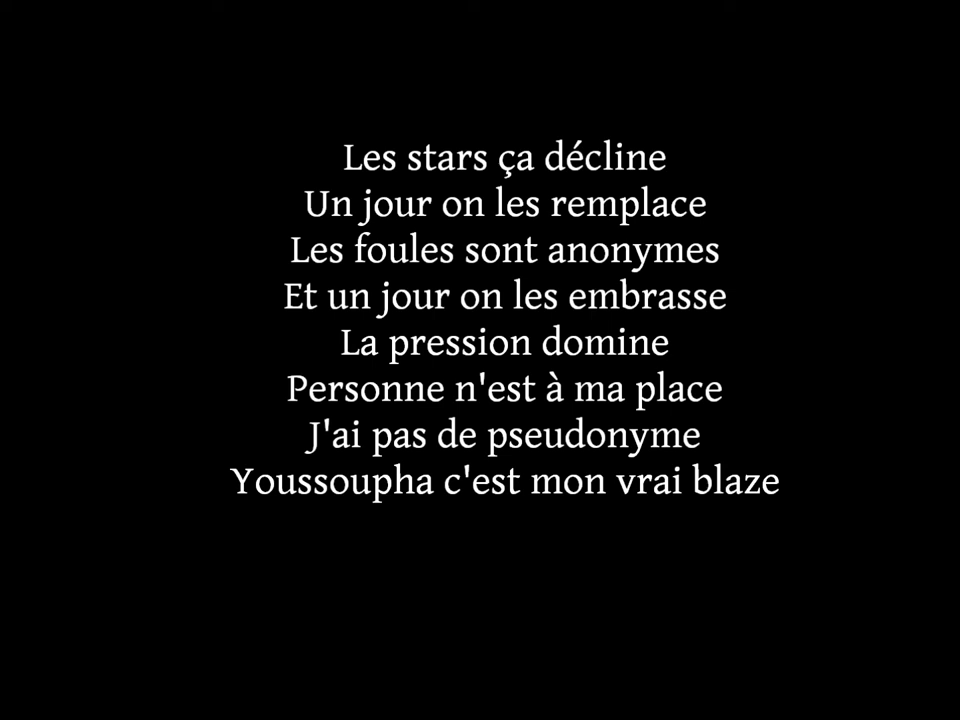 Les stars ça décline
Un jour on les remplace
Les foules sont anonymes
Et un jour on les embrasse
La pression domine
Personne n'est à ma place
J'ai pas de pseudonyme
Youssoupha c'est mon vrai blaze